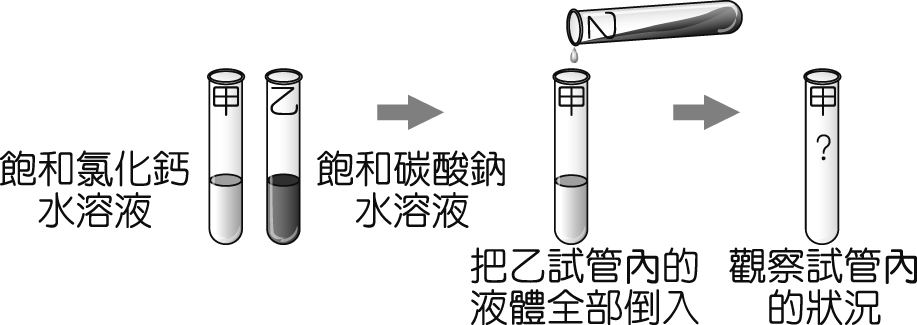 乙
甲
乙
甲
甲
?
飽和氯化鈣
水溶液
飽和碳酸鈉
水溶液
把乙試管內的
液體全部倒入
觀察試管內
的狀況